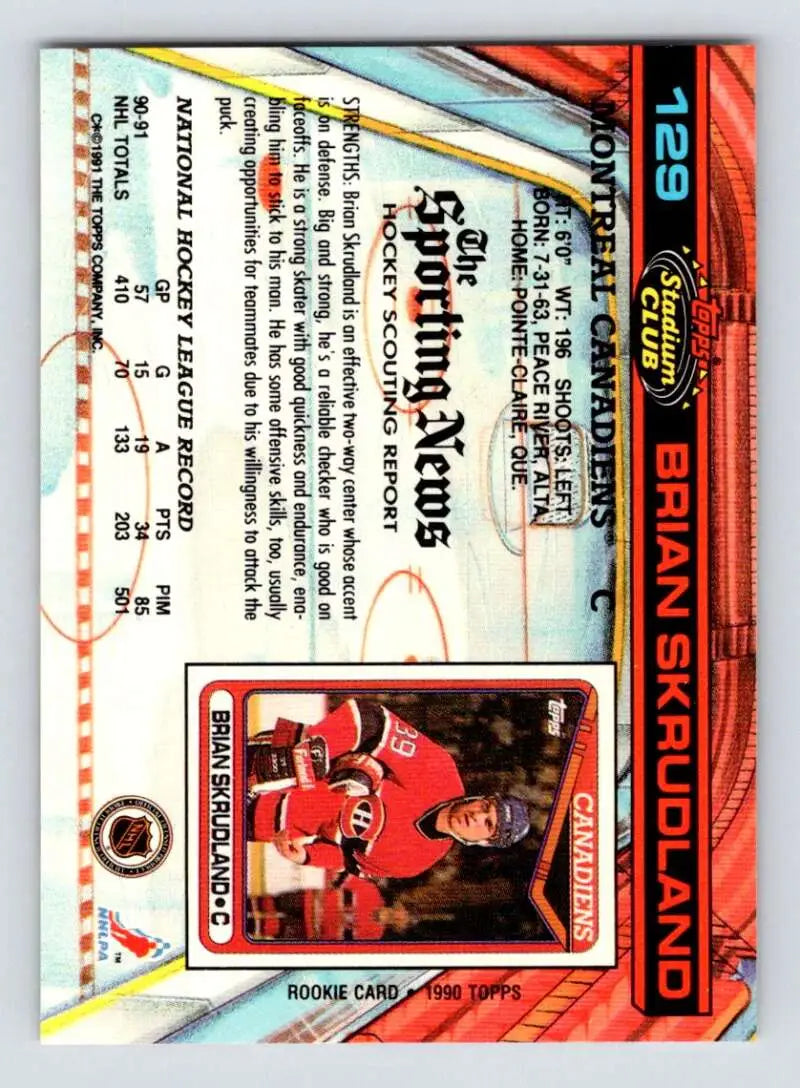 129
Topps
Stadium
CLUB
BRIAN SKRUDLAND
MONTREAL CANADIENS C
HT: 6'0" WT: 196 SHOOTS: LEFT
BORN: 7-31-63, PEACE RIVER, ALTA.
HOME: POINTE-CLAIRE, QUE.
The
Sporting News
HOCKEY SCOUTING REPORT
STRENGTHS: Brian Skrudland is an effective two-way center whose accent
is on defense. Big and strong, he's a reliable checker who is good on
faceoffs. He is a strong skater with good quickness and endurance, ena-
bling him to stick to his man. He has some offensive skills, too, usually
creating opportunities for teammates due to his willingness to attack the
puck.
NATIONAL HOCKEY LEAGUE RECORD
GP G A PTS PIM
90-91 57 15 19 34 85
NHL TOTALS 410 70 133 203 501
C*©1991 THE TOPPS COMPANY, INC.
topps
CANADIENS
39
BRIAN SKRUDLAND • C
ROOKIE CARD • 1990 TOPPS
NHL
NHLPA
TM